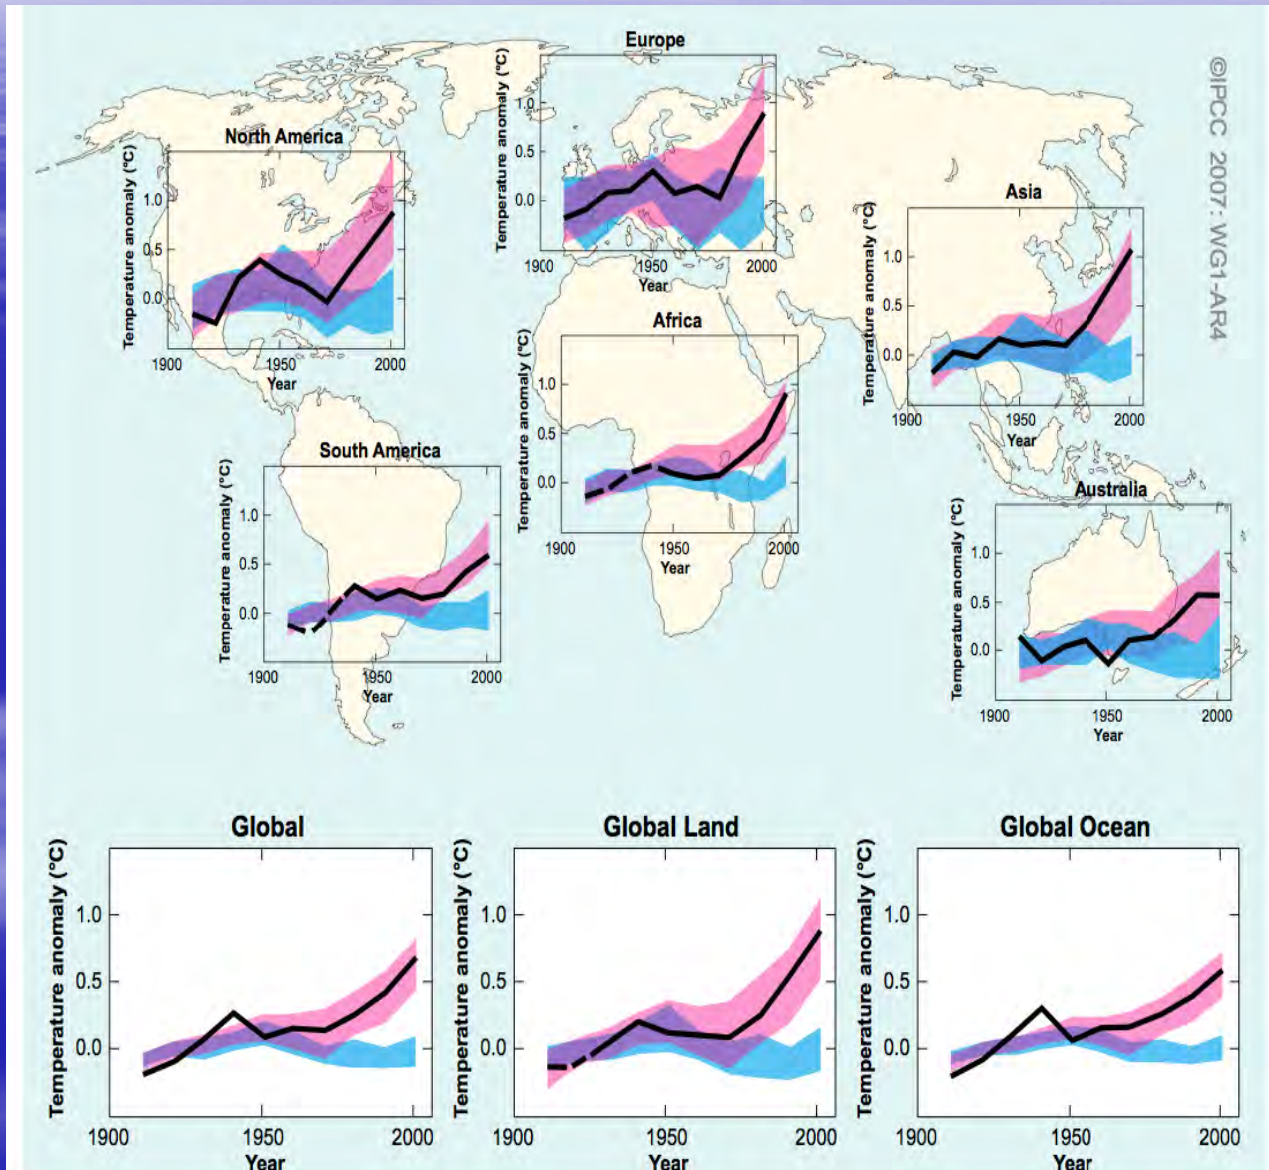 Europe
Temperature anomaly (°C)
1.0
0.5
0.0
1900
1950
2000
Year
©IPCC 2007: WG1-AR4
North America
Temperature anomaly (°C)
1.0
0.5
0.0
1900
1950
2000
Year
Asia
Temperature anomaly (°C)
1.0
0.5
0.0
1900
1950
2000
Year
Africa
Temperature anomaly (°C)
1.0
0.5
0.0
1900
1950
2000
Year
South America
Temperature anomaly (°C)
1.0
0.5
0.0
1900
1950
2000
Year
Australia
Temperature anomaly (°C)
1.0
0.5
0.0
1900
1950
2000
Year
Global
Temperature anomaly (°C)
1.0
0.5
0.0
1900
1950
2000
Year
Global Land
Temperature anomaly (°C)
1.0
0.5
0.0
1900
1950
2000
Year
Global Ocean
Temperature anomaly (°C)
1.0
0.5
0.0
1900
1950
2000
Year